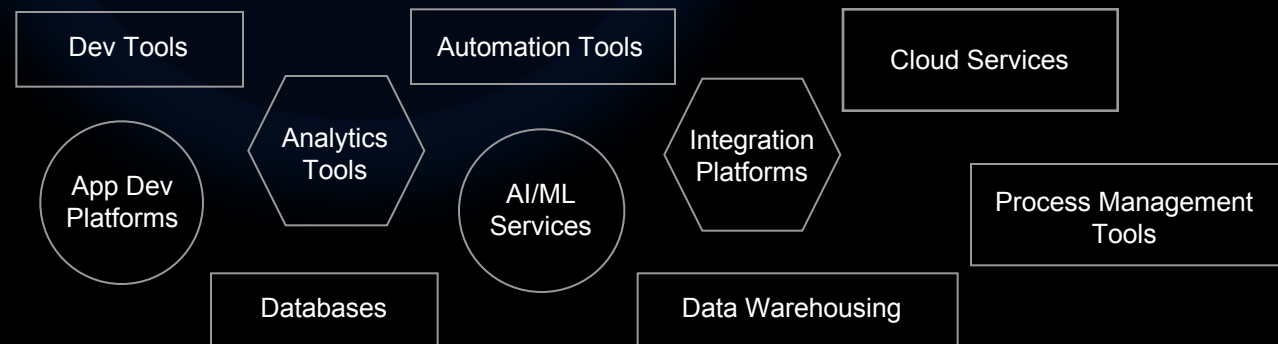 Dev Tools
Automation Tools
Cloud Services
Analytics
Tools
Integration
Platforms
App Dev
Platforms
AI/ML
Services
Process Management
Tools
Databases
Data Warehousing